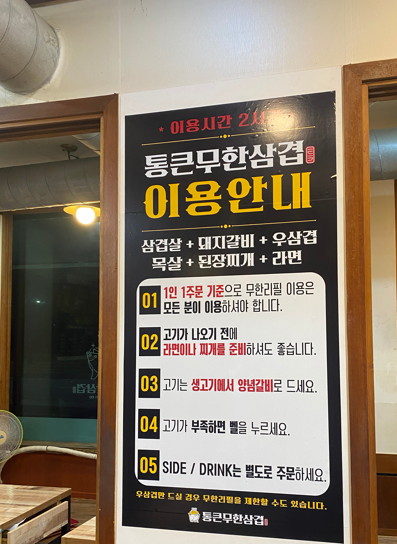 * 이용시간 2시
통큰무한삼겹
이용안내
삼겹살 + 돼지갈비 + 우삼겹
목살 + 된장찌개 + 라면
01 1인 1주문 기준으로 무한리필 이용은
모든 분이 이용하셔야 합니다.
02 고기가 나오기 전에
라면이나 찌개를 준비하셔도 좋습니다.
03 고기는 생고기에서 양념갈비로 드세요.
04 고기가 부족하면 벨을 누르세요.
05 SIDE / DRINK는 별도로 주문하세요.
우삼겹만 드실 경우 무한리필을 제한할 수도 있습니다.
통큰무한삼겹